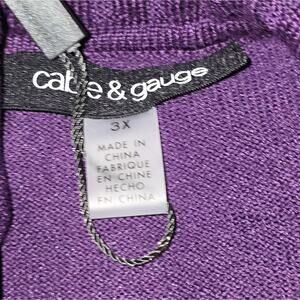 cable & gauge
3X
MADE IN
CHINA
FABRIQUE
EN CHINE
HECHO
EN CHINA